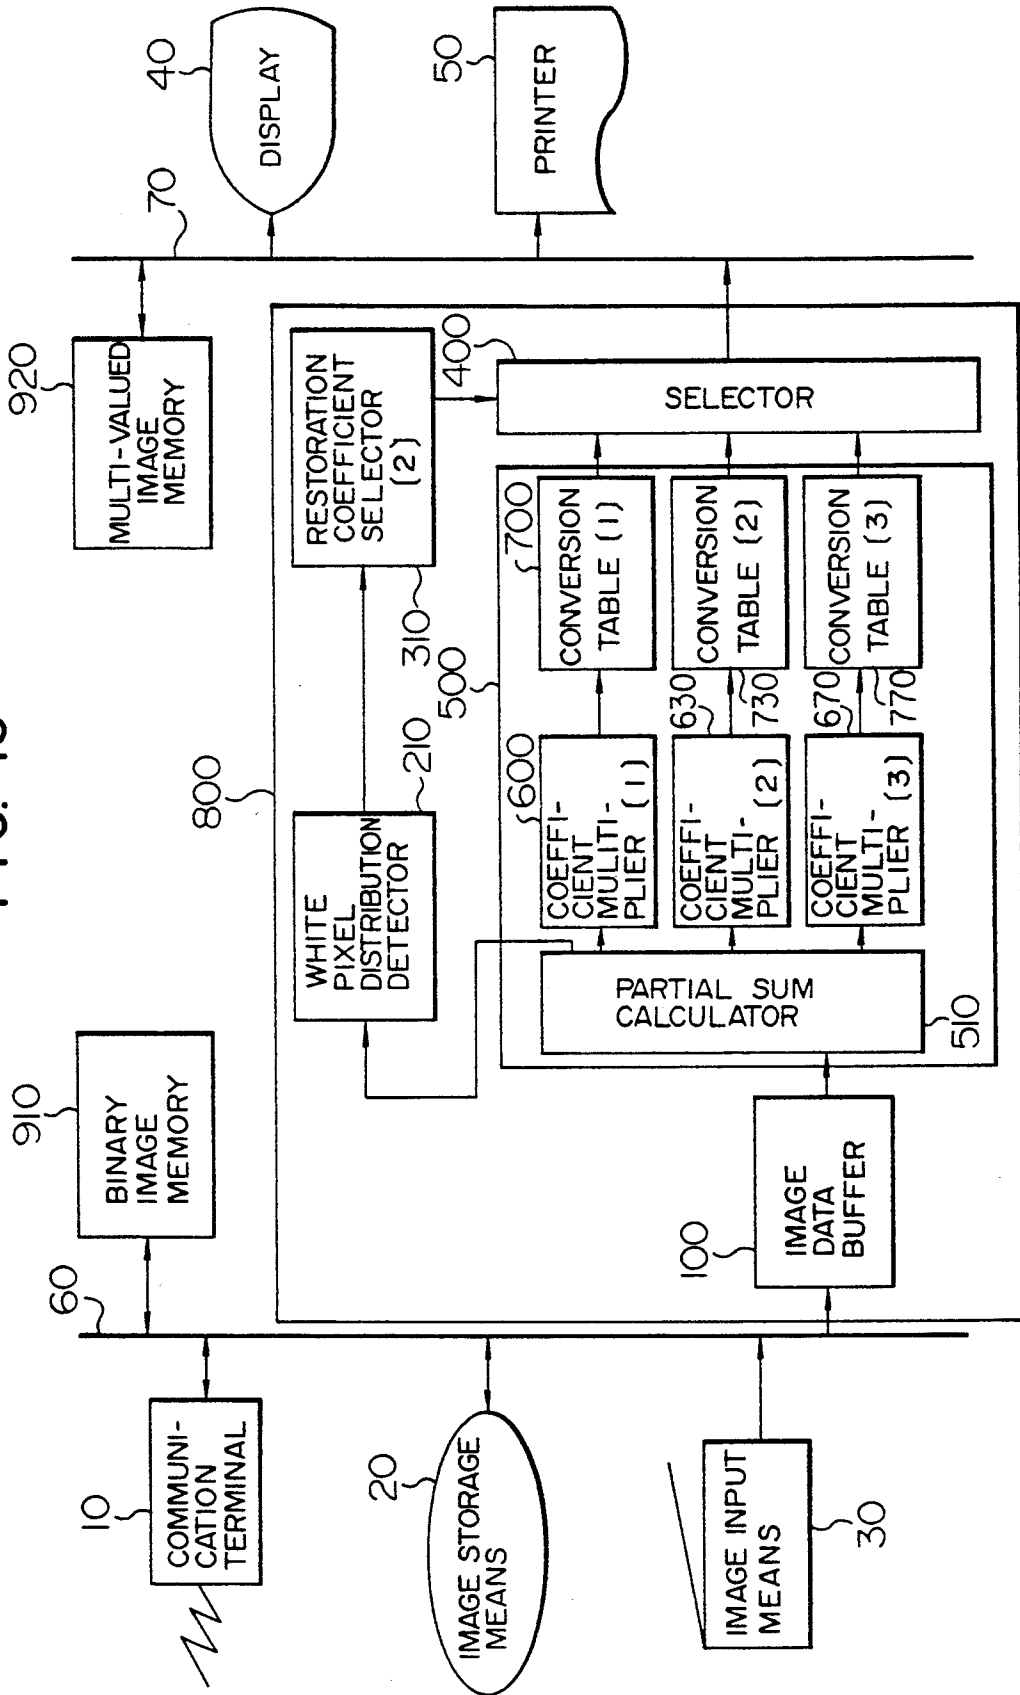 FIG.
10
COMMUNI-
CATION
TERMINAL
20
IMAGE STORAGE
MEANS
30
IMAGE INPUT
MEANS
60
910
BINARY
IMAGE
MEMORY
800
100
IMAGE
DATA
BUFFER
WHITE
PIXEL
DISTRIBUTION
DETECTOR
210
RESTORATION
COEFFICIENT
SELECTOR
(2)
310
500
PARTIAL SUM
CALCULATOR
510
600
COEFFI-
CIENT
MULITI-
PLIER (1)
630
COEFFI-
CIENT
MULTI-
PLIER (2)
670
COEFFI-
CIENT
MULTI-
PLIER (3)
700
CONVERSION
TABLE (1)
730
CONVERSION
TABLE (2)
770
CONVERSION
TABLE (3)
400
SELECTOR
920
MULTI-VALUED
IMAGE
MEMORY
70
40
DISPLAY
50
PRINTER